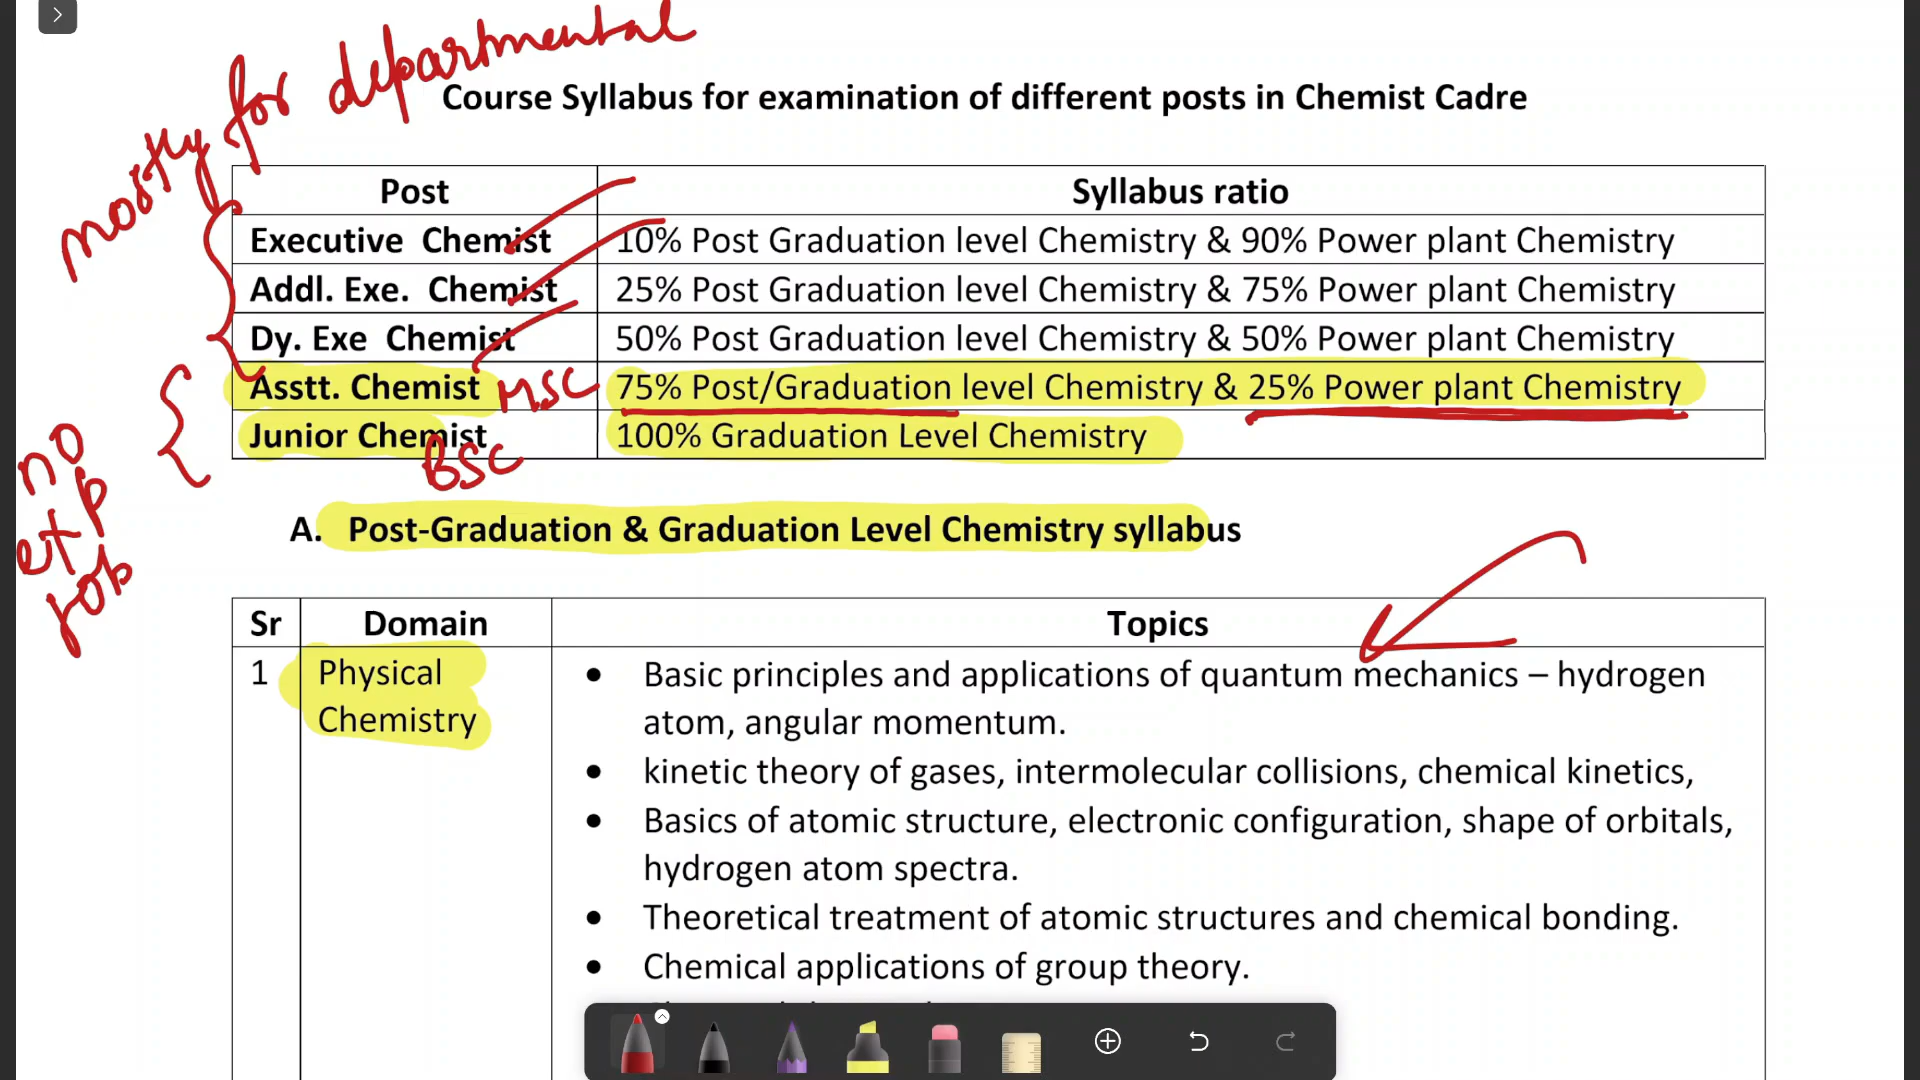 mostly for departmental
Course Syllabus for examination of different posts in Chemist Cadre
Post Syllabus ratio
Executive Chemist 10% Post Graduation level Chemistry & 90% Power plant Chemistry
Addl. Exe. Chemist 25% Post Graduation level Chemistry & 75% Power plant Chemistry
Dy. Exe Chemist 50% Post Graduation level Chemistry & 50% Power plant Chemistry
Asstt. Chemist MSC 75% Post/Graduation level Chemistry & 25% Power plant Chemistry
Junior Chemist BSC 100% Graduation Level Chemistry
no
exp
job
A. Post-Graduation & Graduation Level Chemistry syllabus
Sr Domain Topics
1 Physical Chemistry
• Basic principles and applications of quantum mechanics – hydrogen
atom, angular momentum.
• kinetic theory of gases, intermolecular collisions, chemical kinetics,
• Basics of atomic structure, electronic configuration, shape of orbitals,
hydrogen atom spectra.
• Theoretical treatment of atomic structures and chemical bonding.
• Chemical applications of group theory.